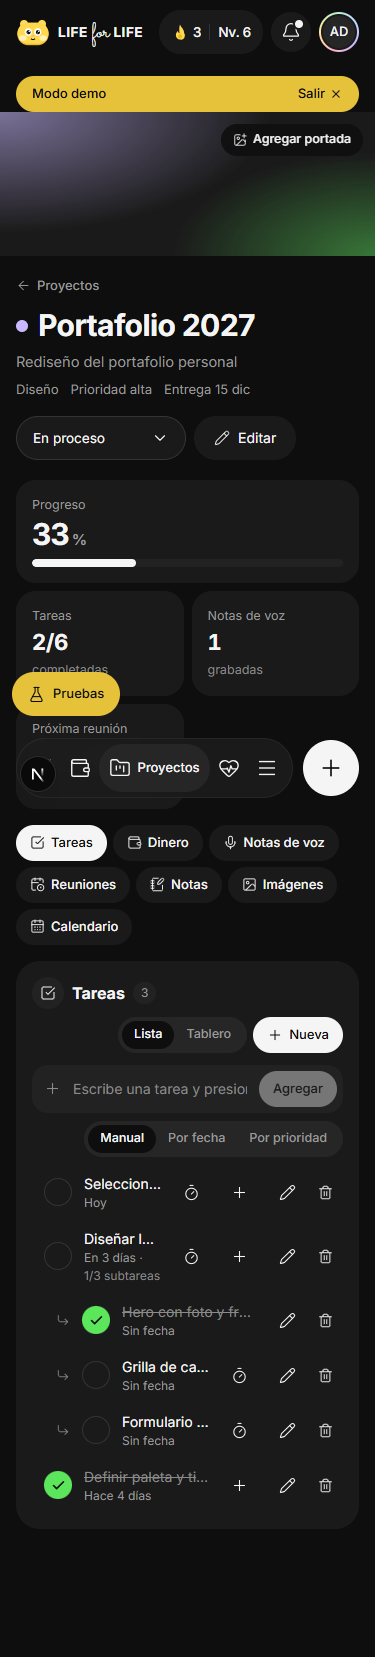 LIFE for LIFE
3
Nv. 6
AD
Modo demo
Salir
Agregar portada
Proyectos
Portafolio 2027
Rediseño del portafolio personal
Diseño Prioridad alta Entrega 15 dic
En proceso
Editar
Progreso
33 %
Tareas
2/6
completadas
Notas de voz
1
grabadas
Pruebas
Próxima reunión
N
Proyectos
Tareas
Dinero
Notas de voz
Reuniones
Notas
Imágenes
Calendario
Tareas 3
Lista
Tablero
Nueva
Escribe una tarea y presion
Agregar
Manual
Por fecha
Por prioridad
Seleccion...
Hoy
Diseñar l...
En 3 días ·
1/3 subtareas
Hero con foto y fr...
Sin fecha
Grilla de ca...
Sin fecha
Formulario ...
Sin fecha
Definir paleta y ti...
Hace 4 días